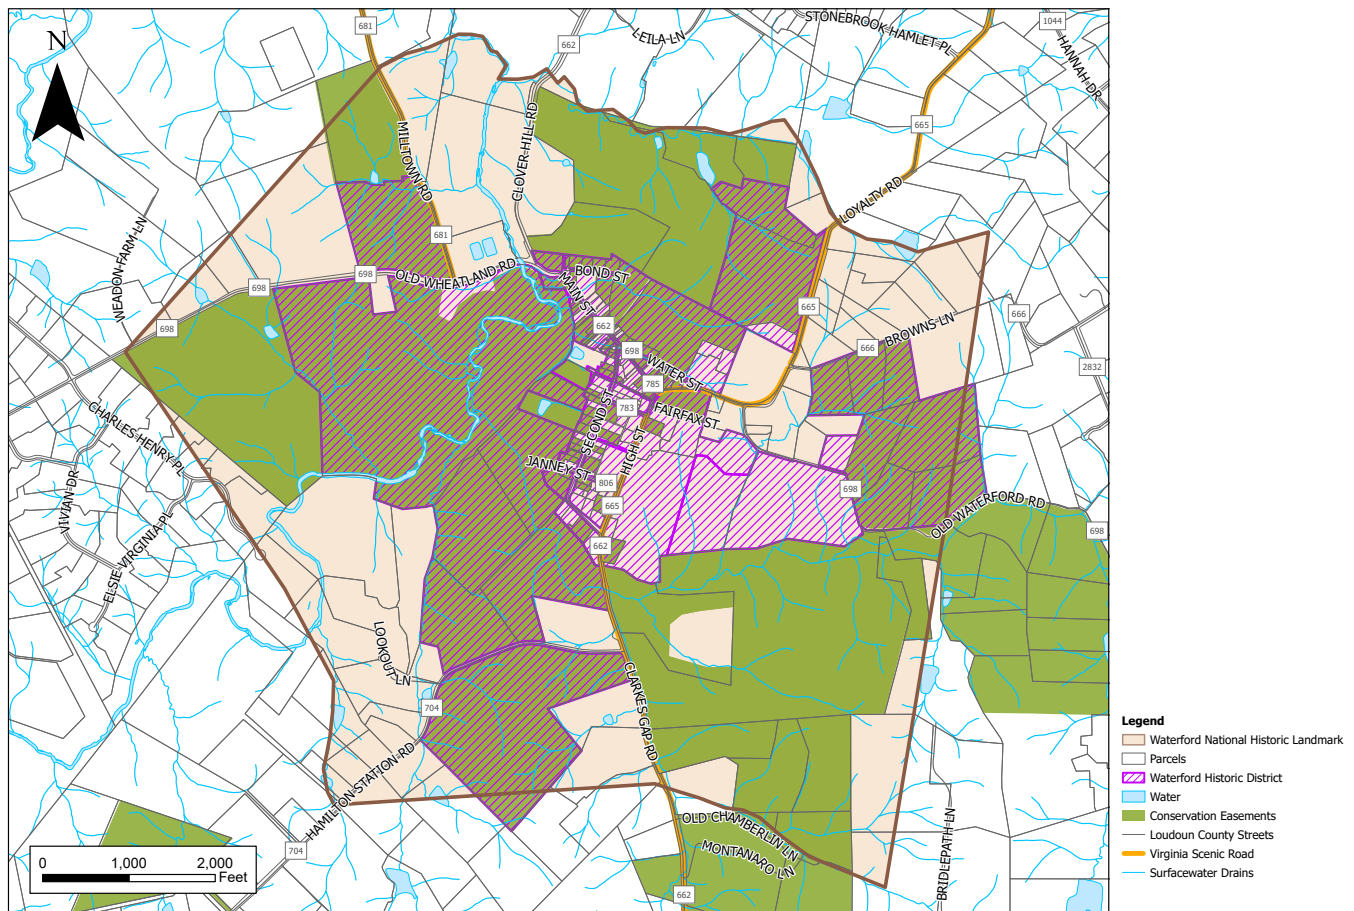 681
1044
STONEBROOK-HAMLET-PL
LEILA-LN
N
662
HANNAH-DR
665
MILLTOWN RD
CLOVER-HILL-RD
LOYALTY RD
WEADON-FARM-LN
681
698
OLD-WHEATLAND-RD
BOND ST
MAIN-ST
698
665
666
698
662
BROWNS-LN
666
698
WATER-ST
2832
785
CHARLES-HENRY-PL
783
FAIRFAX-ST
SECOND-ST
HIGH-ST
JANNEY ST
806
698
VIVIAN-DR
665
OLD-WATERFORD-RD
698
ELSIE-VIRGINIA-PL
662
LOOKOUT-LN
CLARKES-GAP-RD
704
HAMILTON-STATION-RD
OLD CHAMBERLIN LN
MONTANARO LN
BRIDLEPATH-LN
704
662
0 1,000 2,000
Feet
Legend
Waterford National Historic Landmark
Parcels
Waterford Historic District
Water
Conservation Easements
Loudoun County Streets
Virginia Scenic Road
Surfacewater Drains